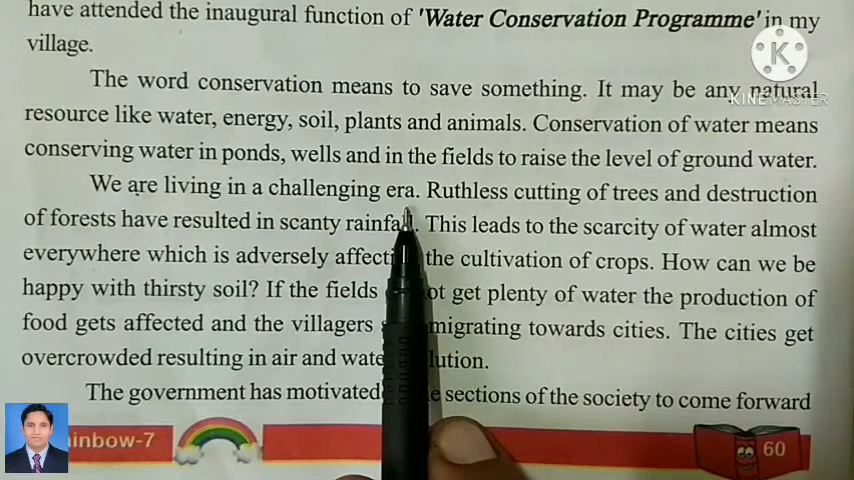 have attended the inaugural function of 'Water Conservation Programme' in my
village.
The word conservation means to save something. It may be any natural
resource like water, energy, soil, plants and animals. Conservation of water means
conserving water in ponds, wells and in the fields to raise the level of ground water.
We are living in a challenging era. Ruthless cutting of trees and destruction
of forests have resulted in scanty rainfall. This leads to the scarcity of water almost
everywhere which is adversely affecti the cultivation of crops. How can we be
happy with thirsty soil? If the fields ot get plenty of water the production of
food gets affected and the villagers migrating towards cities. The cities get
overcrowded resulting in air and wate lution.
The government has motivated sections of the society to come forward
inbow-7
60
K
KINEMASTER